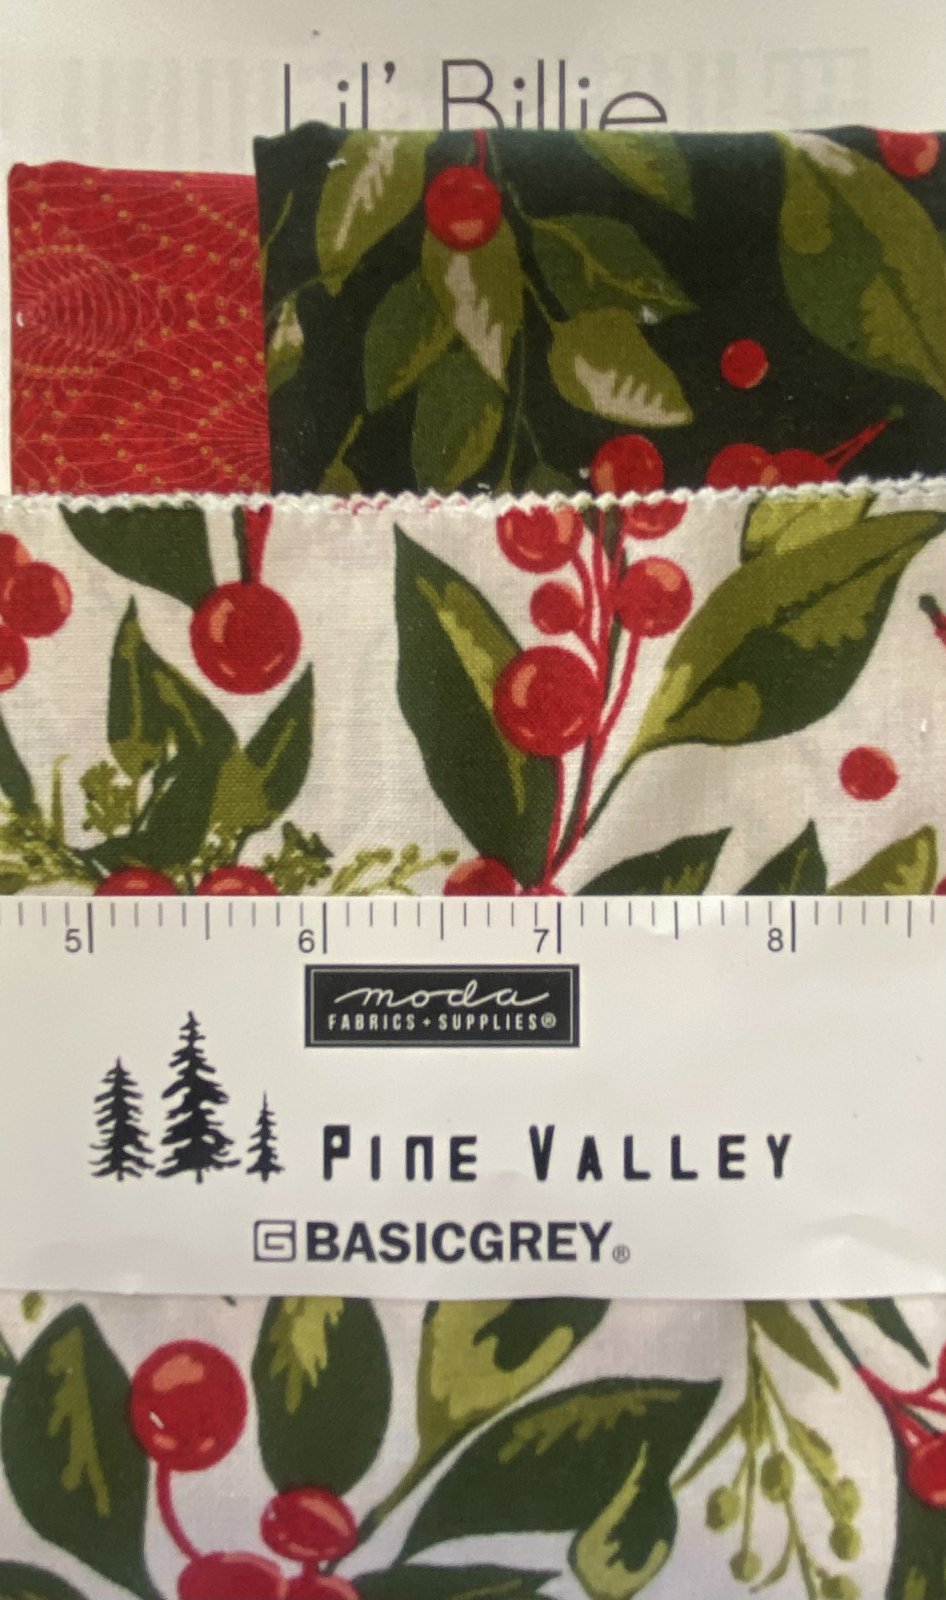 Lil’ Billie
5 6 7 8
moda
FABRICS + SUPPLIES®
PINE VALLEY
BASICGREY®